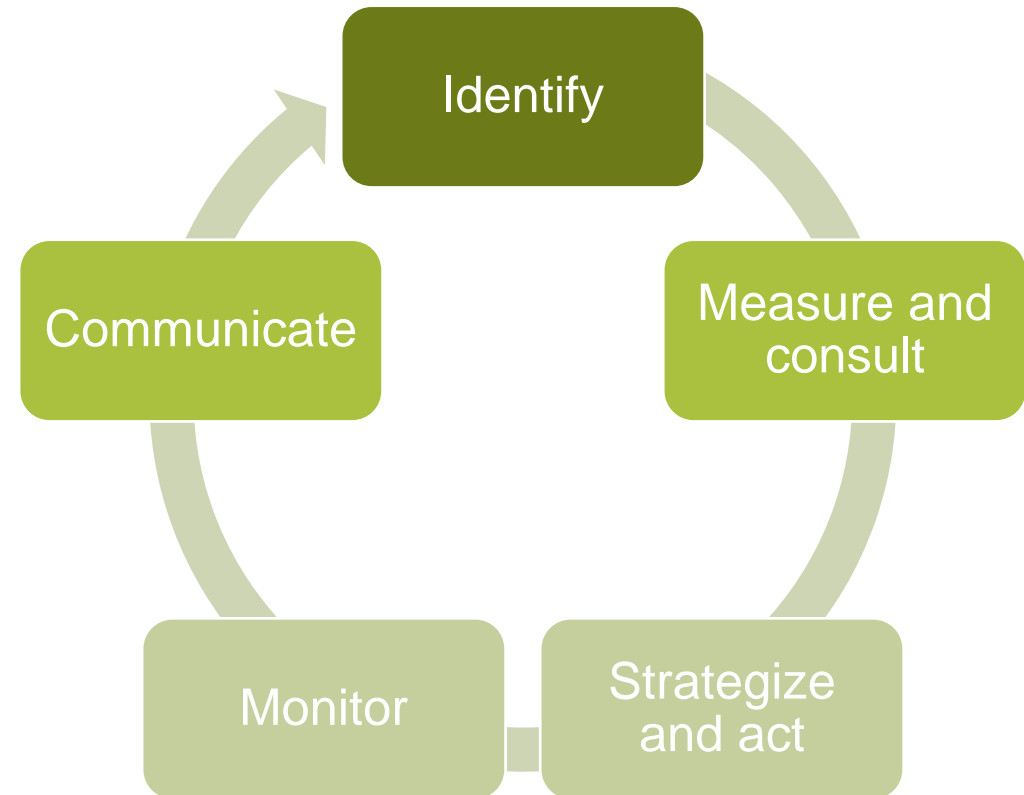 Identify
Measure and
consult
Strategize
and act
Monitor
Communicate